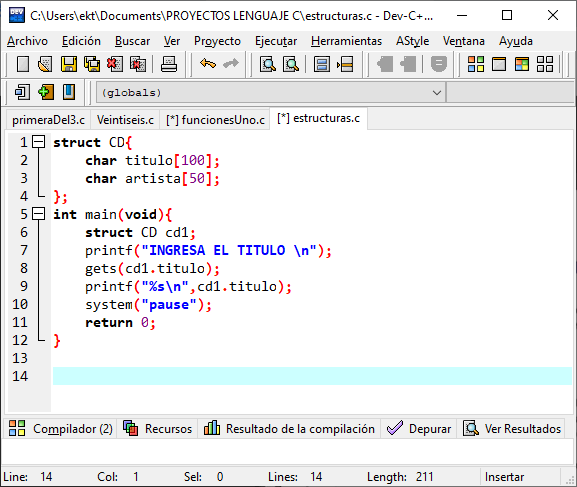 C:\Users\ekt\Documents\PROYECTOS LENGUAJE C\estructuras.c - Dev-C+...
Archivo Edición Buscar Ver Proyecto Ejecutar Herramientas AStyle Ventana Ayuda
(globals)
primeraDel3.c Veintiseis.c [*] funcionesUno.c [*] estructuras.c
1 struct CD{
2     char titulo[100];
3     char artista[50];
4 };
5 int main(void){
6     struct CD cd1;
7     printf("INGRESA EL TITULO \n");
8     gets(cd1.titulo);
9     printf("%s\n",cd1.titulo);
10     system("pause");
11     return 0;
12 }
13
14
Compilador (2) Recursos Resultado de la compilación Depurar Ver Resultados
Line: 14 Col: 1 Sel: 0 Lines: 14 Length: 211 Insertar